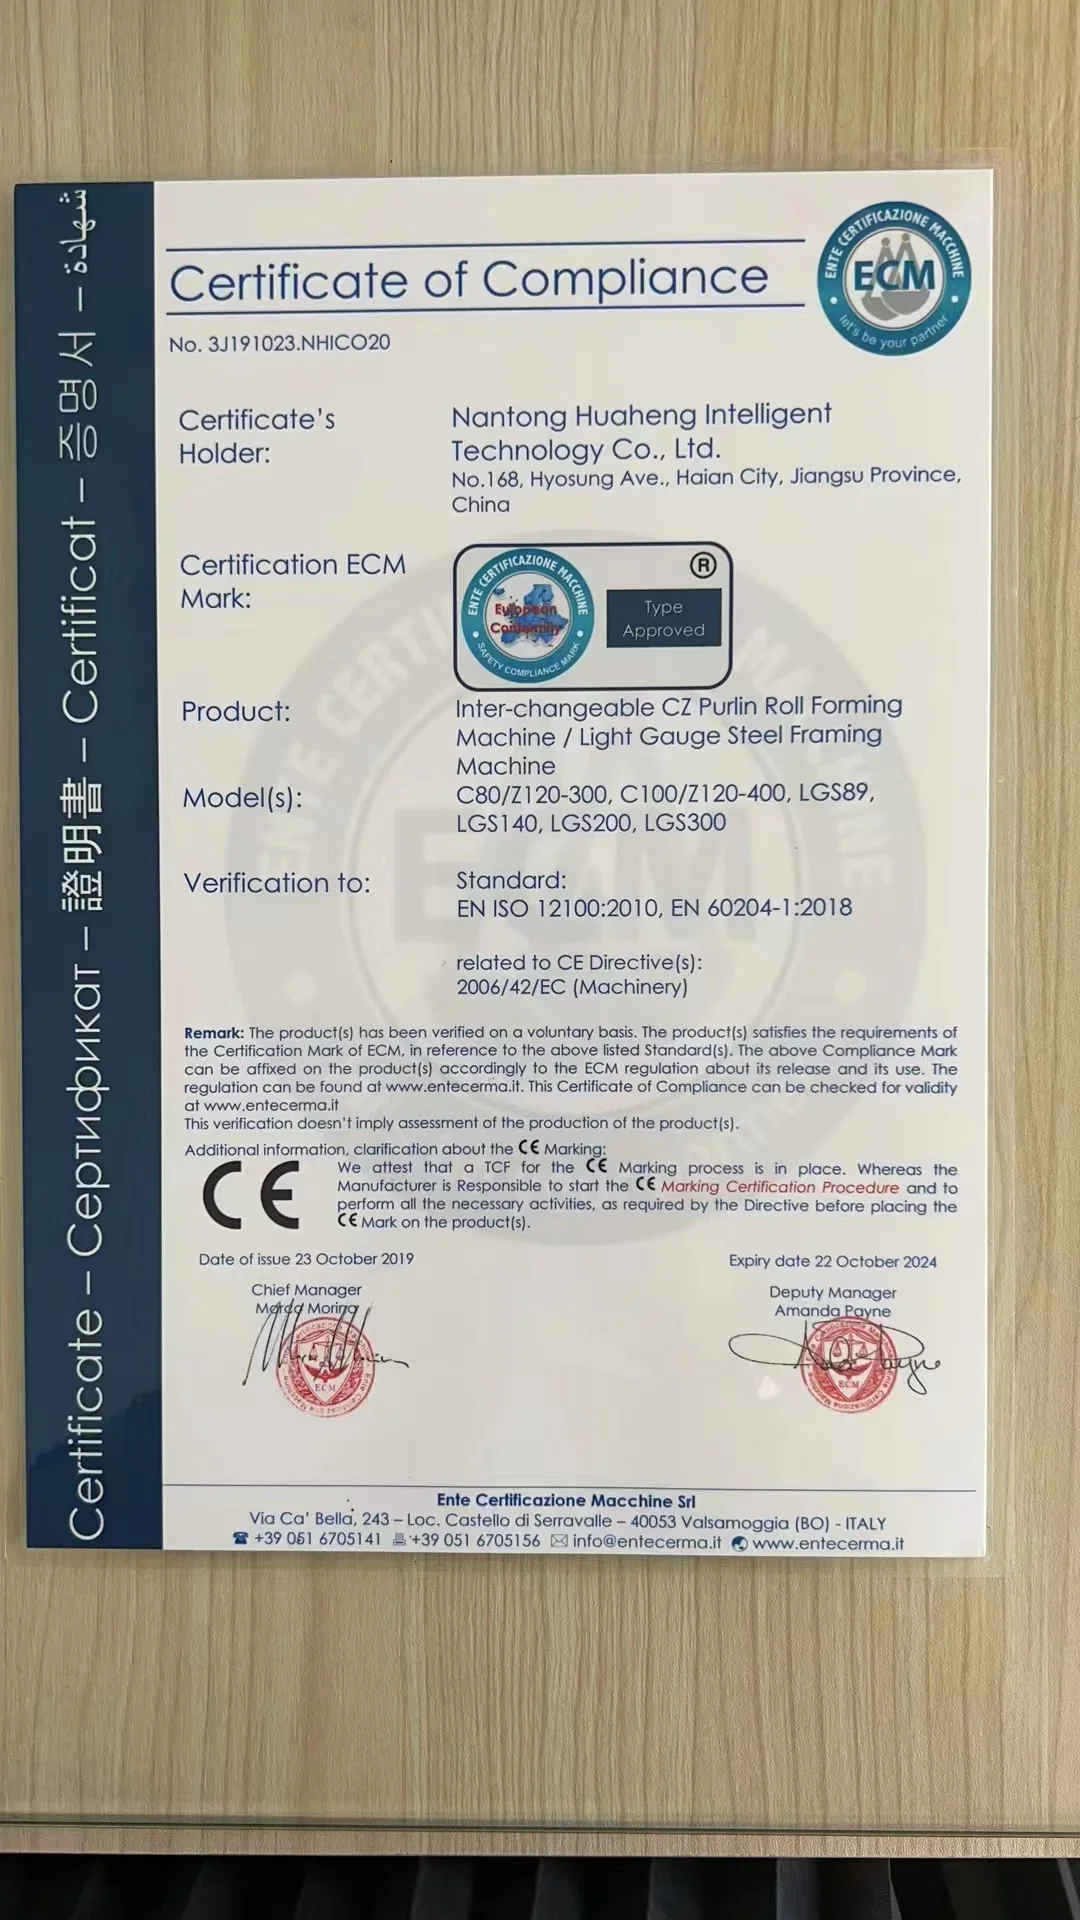 Certificate – Сертификат – 證明書 – Certificat – 증명서 – شهادة
ENTE CERTIFICAZIONE MACCHINE
ECM
let's be your partner
Certificate of Compliance
No. 3J191023.NHICO20
Certificate's Holder:
Nantong Huaheng Intelligent
Technology Co., Ltd.
No.168, Hyosung Ave., Haian City, Jiangsu Province,
China
Certification ECM
Mark:
ENTE CERTIFICAZIONE MACCHINE
European
Conformity
SAFETY COMPLIANCE MARK
®
Type
Approved
Product:
Inter-changeable CZ Purlin Roll Forming
Machine / Light Gauge Steel Framing
Machine
Model(s):
C80/Z120-300, C100/Z120-400, LGS89,
LGS140, LGS200, LGS300
Verification to:
Standard:
EN ISO 12100:2010, EN 60204-1:2018
related to CE Directive(s):
2006/42/EC (Machinery)
Remark: The product(s) has been verified on a voluntary basis. The product(s) satisfies the requirements of
the Certification Mark of ECM, in reference to the above listed Standard(s). The above Compliance Mark
can be affixed on the product(s) accordingly to the ECM regulation about its release and its use. The
regulation can be found at www.entecerma.it. This Certificate of Compliance can be checked for validity
at www.entecerma.it
This verification doesn't imply assessment of the production of the product(s).
Additional information, clarification about the CE Marking:
CE
We attest that a TCF for the CE Marking process is in place. Whereas the
Manufacturer is Responsible to start the CE Marking Certification Procedure and to
perform all the necessary activities, as required by the Directive before placing the
CE Mark on the product(s).
Date of issue 23 October 2019
Expiry date 22 October 2024
Chief Manager
Marco Morina
Deputy Manager
Amanda Payne
ECM
ECM
Ente Certificazione Macchine Srl
Via Ca' Bella, 243 – Loc. Castello di Serravalle – 40053 Valsamoggia (BO) - ITALY
☎ +39 051 6705141 +39 051 6705156 ✉ info@entecerma.it www.entecerma.it